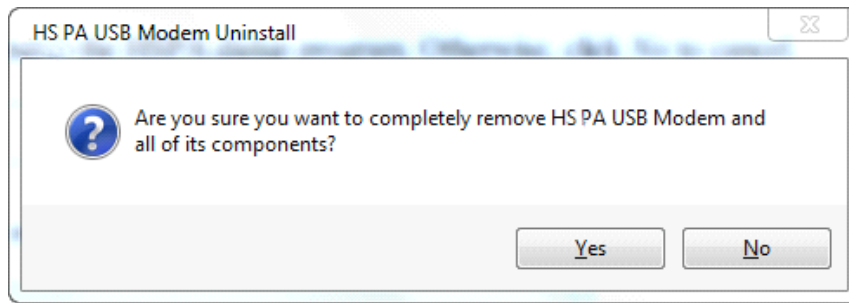 HS PA USB Modem Uninstall
Are you sure you want to completely remove HS PA USB Modem and
all of its components?
Yes
No